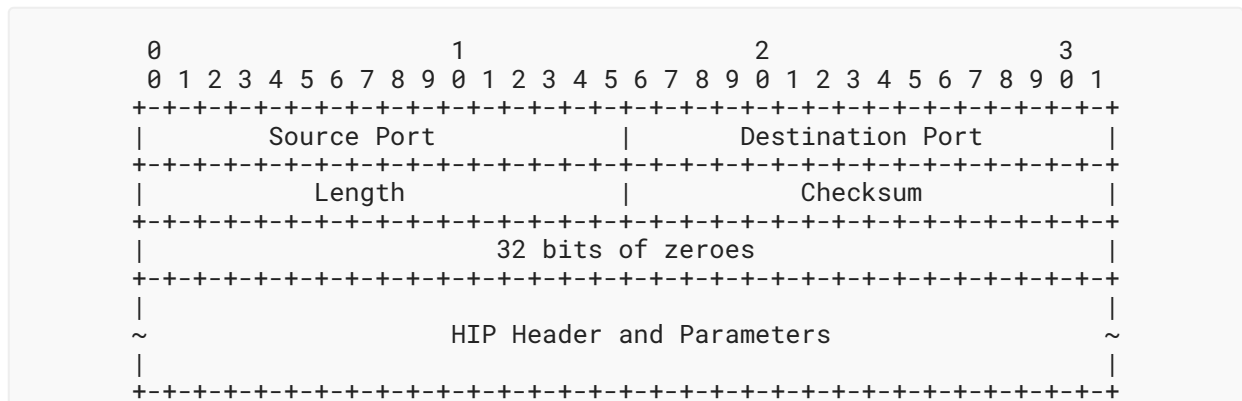 0                   1                   2                   3
 0 1 2 3 4 5 6 7 8 9 0 1 2 3 4 5 6 7 8 9 0 1 2 3 4 5 6 7 8 9 0 1
+-+-+-+-+-+-+-+-+-+-+-+-+-+-+-+-+-+-+-+-+-+-+-+-+-+-+-+-+-+-+-+-+
|        Source Port            |       Destination Port        |
+-+-+-+-+-+-+-+-+-+-+-+-+-+-+-+-+-+-+-+-+-+-+-+-+-+-+-+-+-+-+-+-+
|           Length              |           Checksum            |
+-+-+-+-+-+-+-+-+-+-+-+-+-+-+-+-+-+-+-+-+-+-+-+-+-+-+-+-+-+-+-+-+
|                       32 bits of zeroes                       |
+-+-+-+-+-+-+-+-+-+-+-+-+-+-+-+-+-+-+-+-+-+-+-+-+-+-+-+-+-+-+-+-+
|                                                               |
~                    HIP Header and Parameters                  ~
|                                                               |
+-+-+-+-+-+-+-+-+-+-+-+-+-+-+-+-+-+-+-+-+-+-+-+-+-+-+-+-+-+-+-+-+